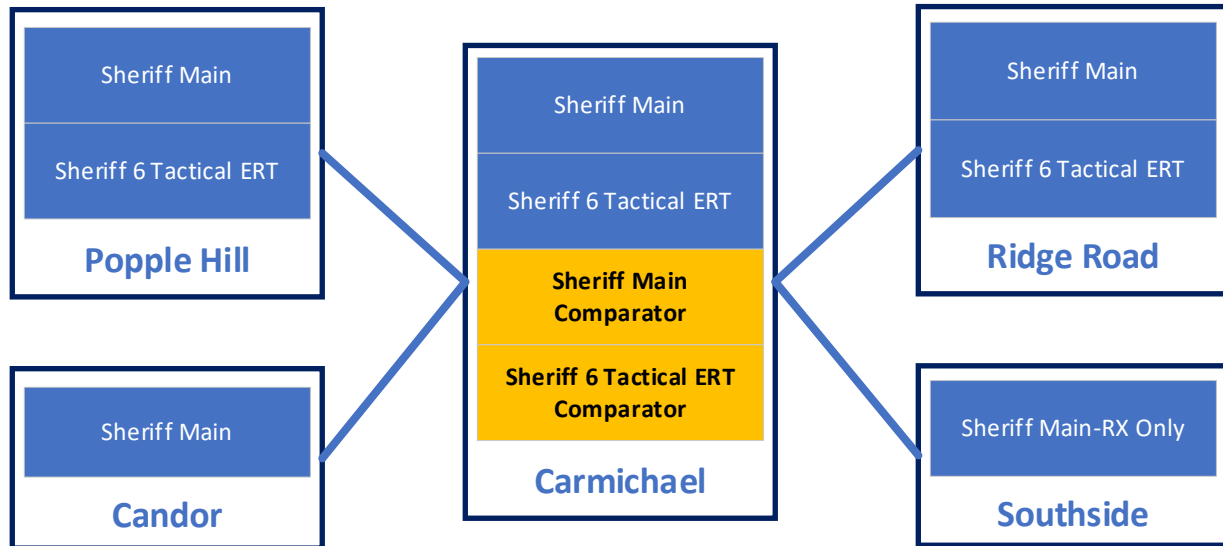 Sheriff Main
Sheriff 6 Tactical ERT
Popple Hill
Sheriff Main
Candor
Sheriff Main
Sheriff 6 Tactical ERT
Sheriff Main
Comparator
Sheriff 6 Tactical ERT
Comparator
Carmichael
Sheriff Main
Sheriff 6 Tactical ERT
Ridge Road
Sheriff Main-RX Only
Southside